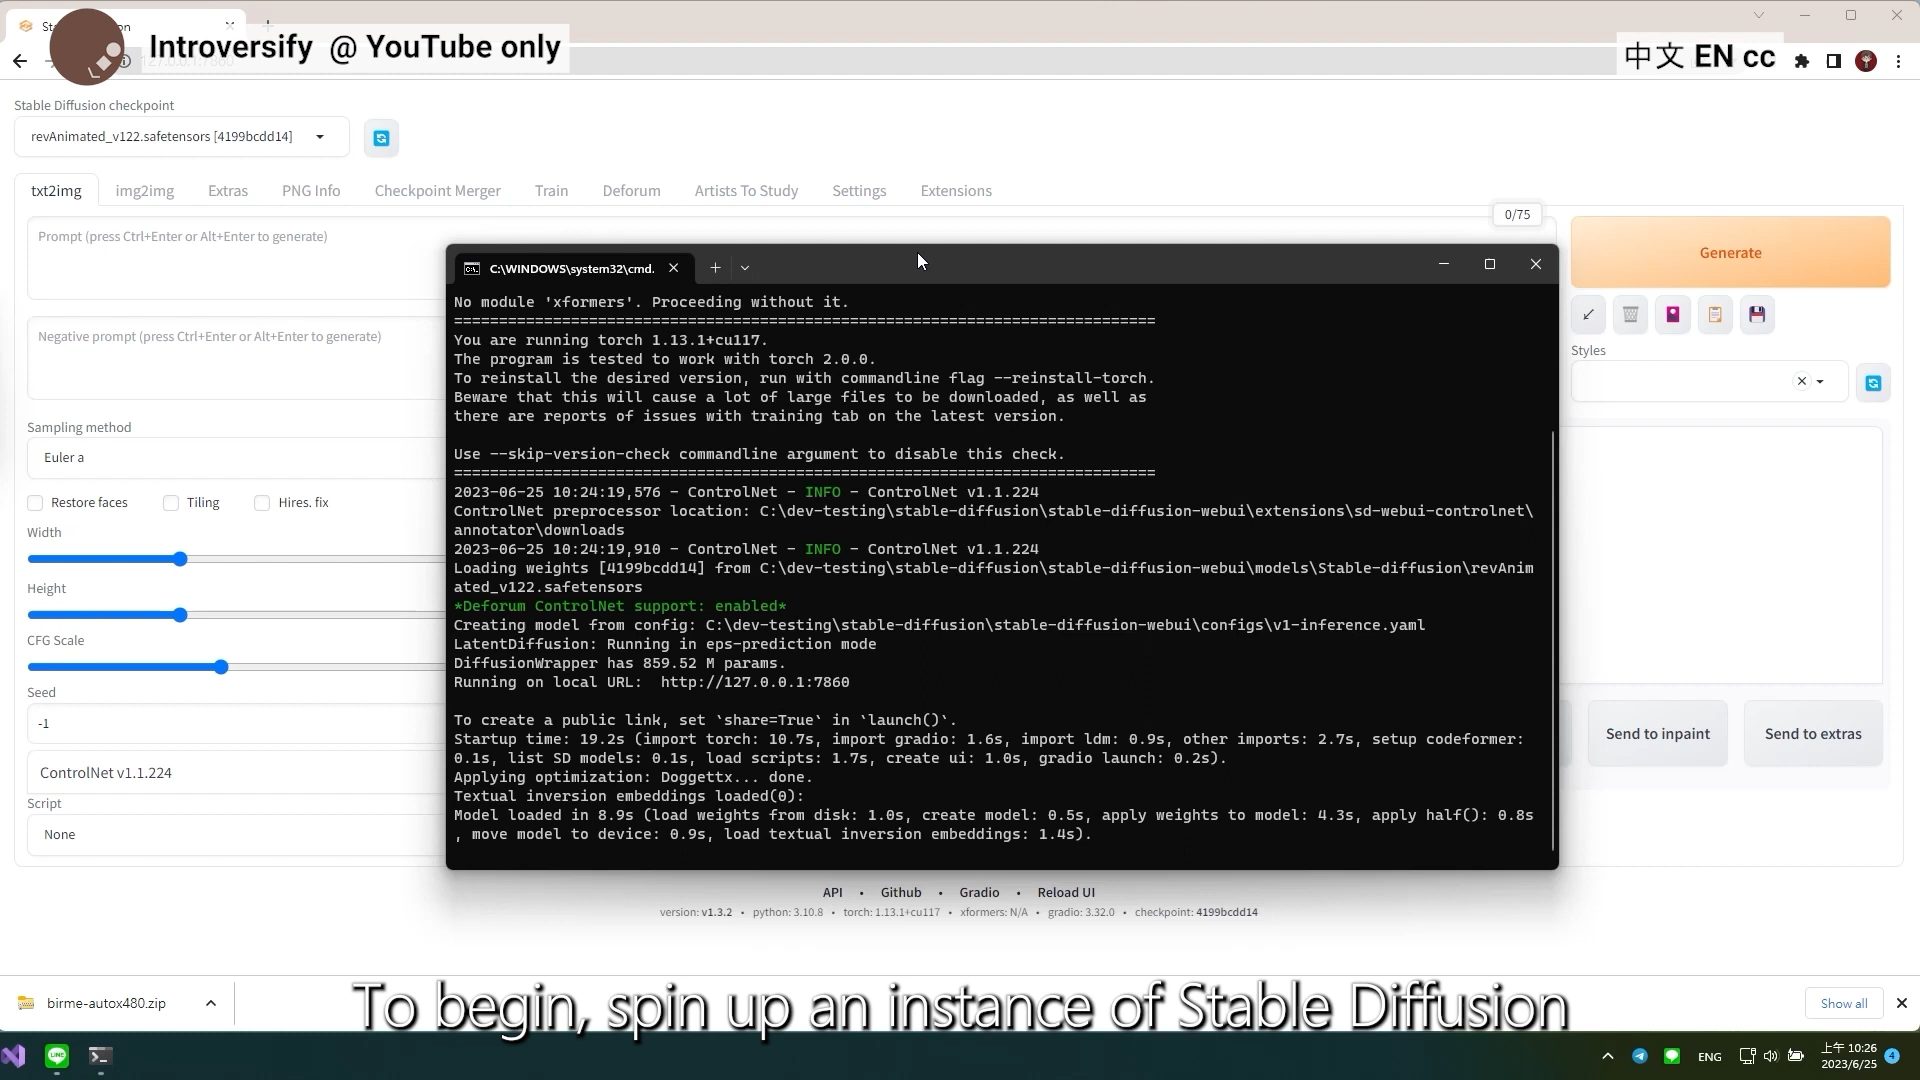 Introversify @ YouTube only
中文 EN cc
Stable Diffusion checkpoint
revAnimated_v122.safetensors [4199bcdd14]
txt2img img2img Extras PNG Info Checkpoint Merger Train Deforum Artists To Study Settings Extensions
0/75
Prompt (press Ctrl+Enter or Alt+Enter to generate)
Generate
Negative prompt (press Ctrl+Enter or Alt+Enter to generate)
Styles
Sampling method
Euler a
Restore faces Tiling Hires. fix
Width
Height
CFG Scale
Seed
-1
ControlNet v1.1.224
Script
None
C:\WINDOWS\system32\cmd.
No module 'xformers'. Proceeding without it.
==============================================================================
You are running torch 1.13.1+cu117.
The program is tested to work with torch 2.0.0.
To reinstall the desired version, run with commandline flag --reinstall-torch.
Beware that this will cause a lot of large files to be downloaded, as well as
there are reports of issues with training tab on the latest version.
Use --skip-version-check commandline argument to disable this check.
==============================================================================
2023-06-25 10:24:19,576 - ControlNet - INFO - ControlNet v1.1.224
ControlNet preprocessor location: C:\dev-testing\stable-diffusion\stable-diffusion-webui\extensions\sd-webui-controlnet\
annotator\downloads
2023-06-25 10:24:19,910 - ControlNet - INFO - ControlNet v1.1.224
Loading weights [4199bcdd14] from C:\dev-testing\stable-diffusion\stable-diffusion-webui\models\Stable-diffusion\revAnim
ated_v122.safetensors
*Deforum ControlNet support: enabled*
Creating model from config: C:\dev-testing\stable-diffusion\stable-diffusion-webui\configs\v1-inference.yaml
LatentDiffusion: Running in eps-prediction mode
DiffusionWrapper has 859.52 M params.
Running on local URL:  http://127.0.0.1:7860
To create a public link, set `share=True` in `launch()`.
Startup time: 19.2s (import torch: 10.7s, import gradio: 1.6s, import ldm: 0.9s, other imports: 2.7s, setup codeformer:
0.1s, list SD models: 0.1s, load scripts: 1.7s, create ui: 1.0s, gradio launch: 0.2s).
Applying optimization: Doggettx... done.
Textual inversion embeddings loaded(0):
Model loaded in 8.9s (load weights from disk: 1.0s, create model: 0.5s, apply weights to model: 4.3s, apply half(): 0.8s
, move model to device: 0.9s, load textual inversion embeddings: 1.4s).
Send to inpaint Send to extras
API • Github • Gradio • Reload UI
version: v1.3.2 • python: 3.10.8 • torch: 1.13.1+cu117 • xformers: N/A • gradio: 3.32.0 • checkpoint: 4199bcdd14
birme-autox480.zip
Show all
To begin, spin up an instance of Stable Diffusion
ENG
上午 10:26
2023/6/25
4